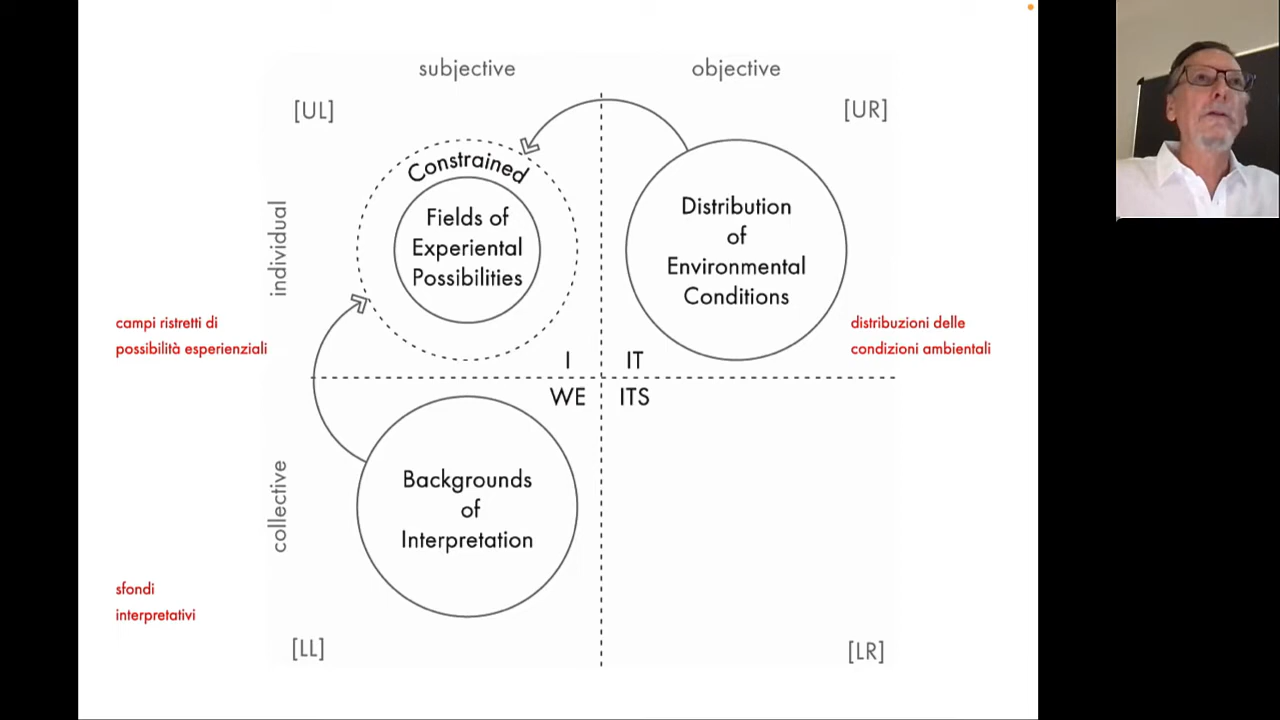 subjective
objective
[UL]
[UR]
Constrained
Fields of
Experiental
Possibilities
Distribution
of
Environmental
Conditions
individual
campi ristretti di
possibilità esperienziali
distribuzioni delle
condizioni ambientali
I
IT
WE
ITS
Backgrounds
of
Interpretation
collective
sfondi
interpretativi
[LL]
[LR]